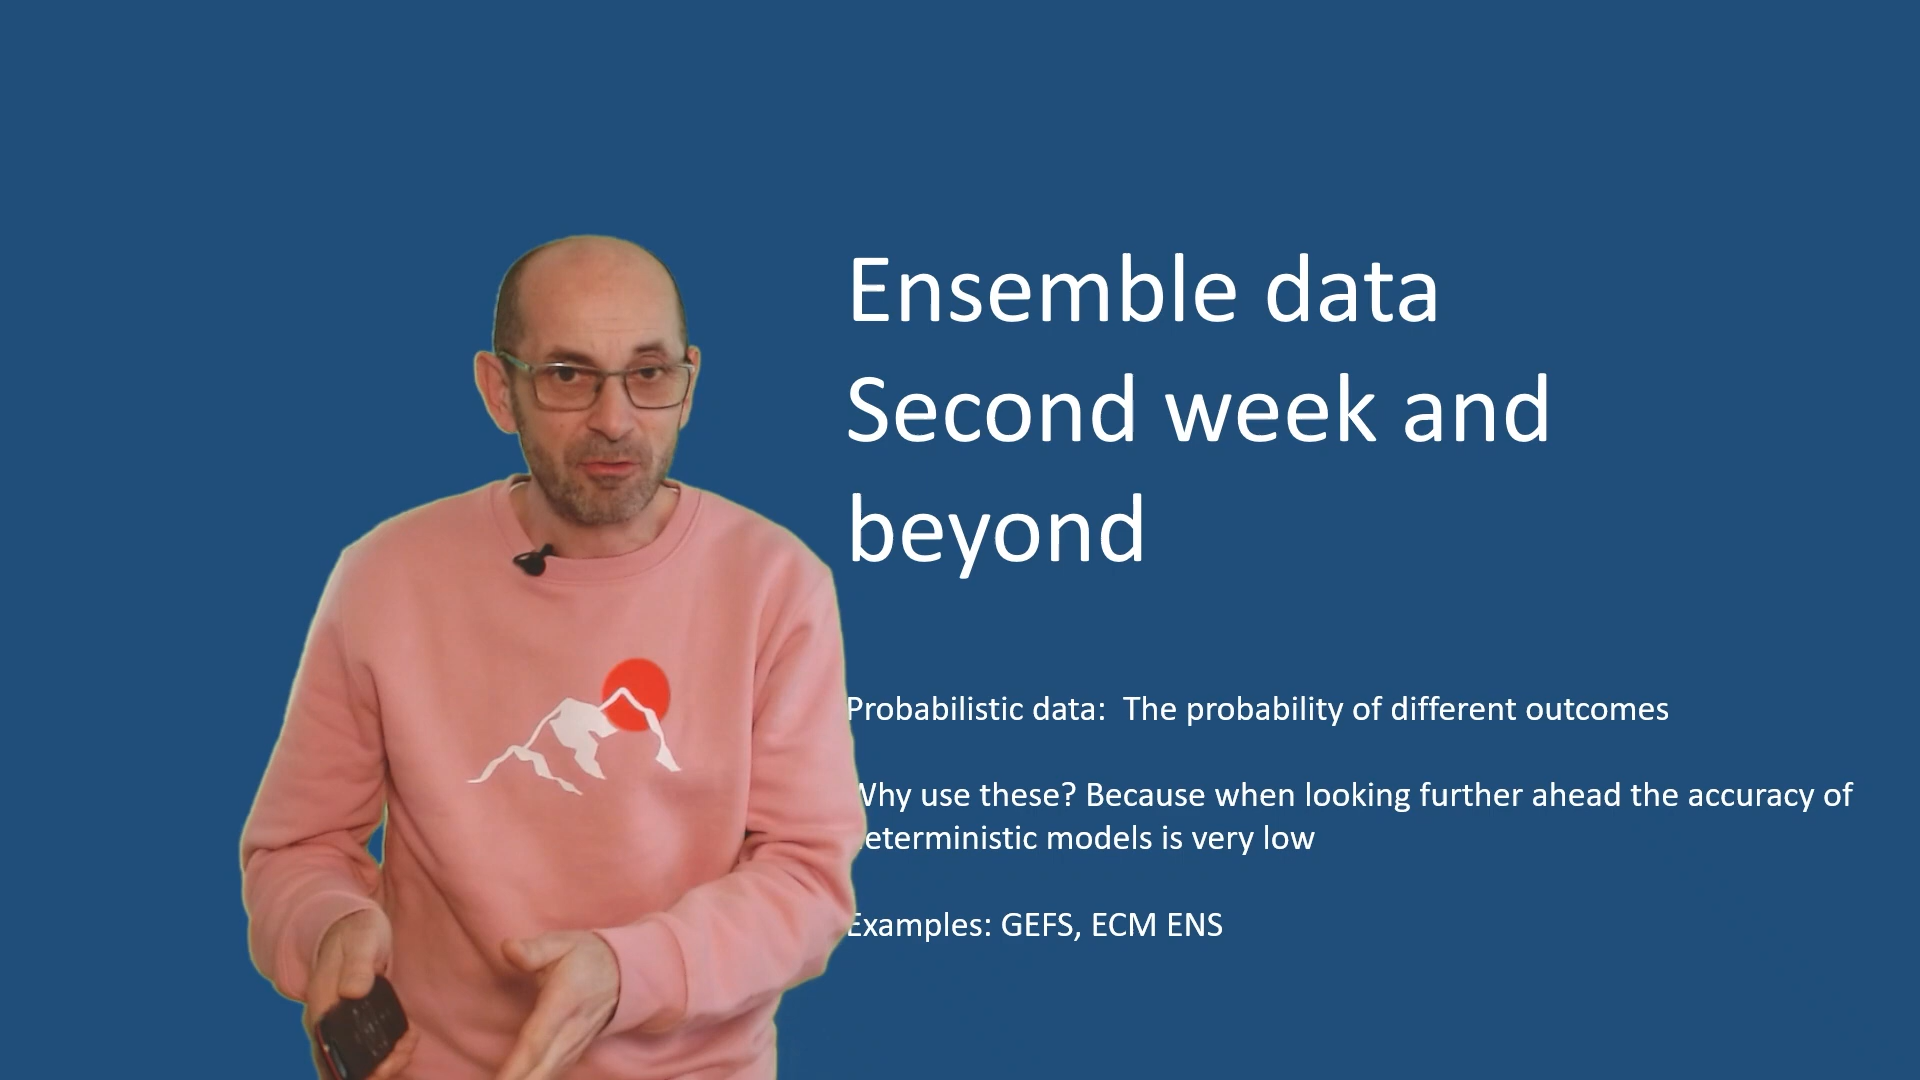 Ensemble data
Second week and
beyond
Probabilistic data: The probability of different outcomes
Why use these? Because when looking further ahead the accuracy of
deterministic models is very low
Examples: GEFS, ECM ENS